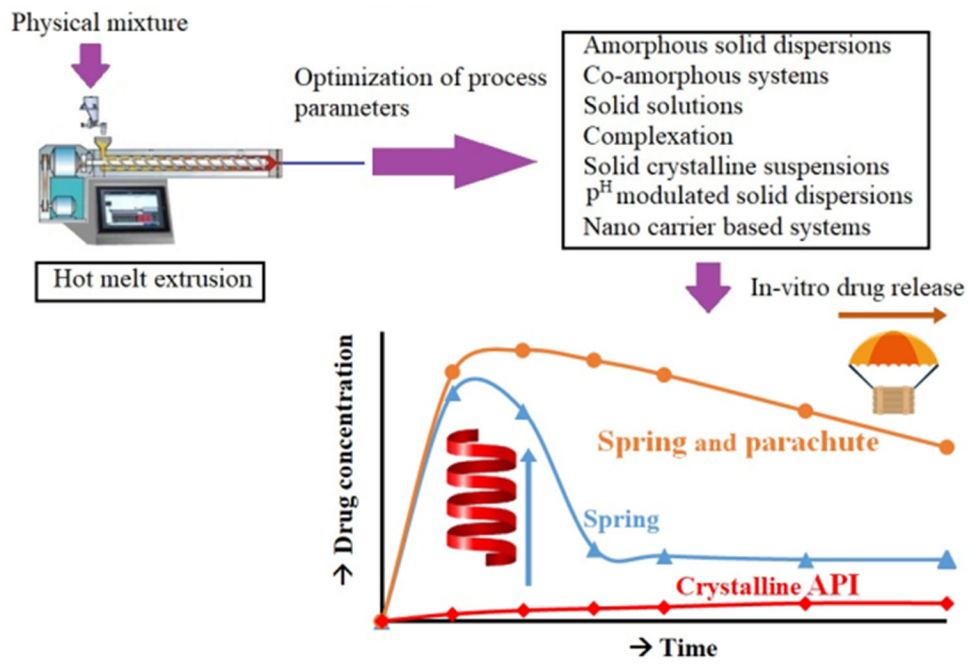 Physical mixture
Optimization of process
parameters
Hot melt extrusion
Amorphous solid dispersions
Co-amorphous systems
Solid solutions
Complexation
Solid crystalline suspensions
pᴴ modulated solid dispersions
Nano carrier based systems
In-vitro drug release
→ Drug concentration
Spring and parachute
Spring
Crystalline API
→ Time